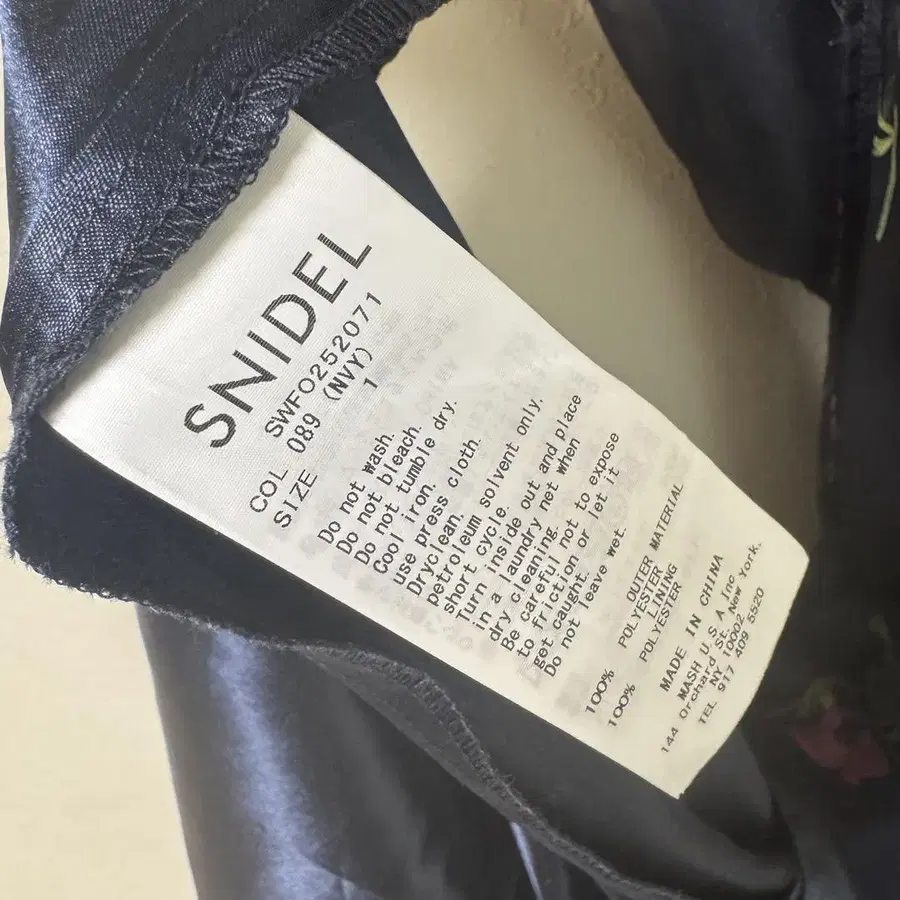 SNIDEL
SWFO252071
COL 089 (NVY)
SIZE 1
Do not wash.
Do not bleach.
Do not tumble dry.
Cool iron.
use press cloth.
Dryclean.
petroleum solvent only.
short cycle.
Turn inside out and place
in a laundry net when
dry cleaning.
Be careful not to expose
to friction or let it
get caught.
Do not leave wet.
OUTER MATERIAL
100% POLYESTER
LINING
100% POLYESTER
MADE IN CHINA
MASH U S A Inc
144 Orchard St. New York.
NY 10002
TEL 917 409 5520